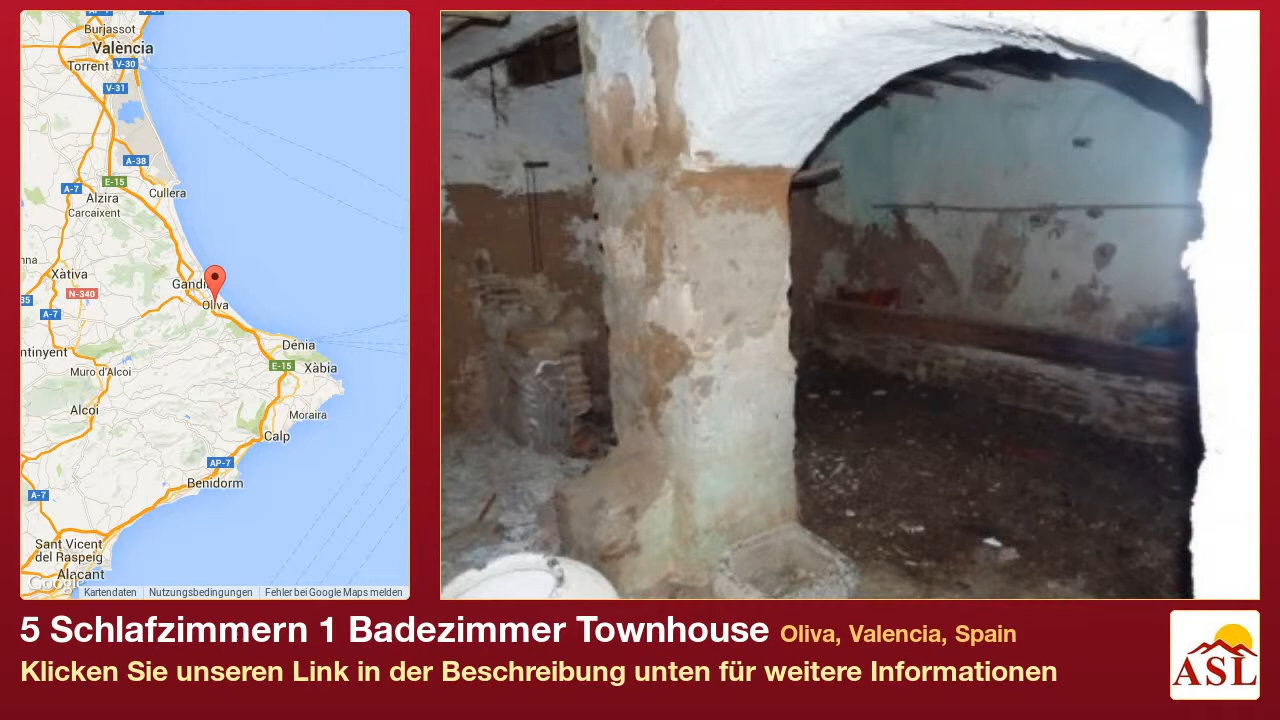 Burjassot
València
Torrent
V-30
V-31
A-38
E-15
A-7
Cullera
Alzira
Carcaixent
Xàtiva
N-340
35
A-7
Oliva
ntinyent
Dénia
E-15
Xàbia
Muro d'Alcoi
Alcoi
Moraira
Calp
AP-7
Benidorm
A-7
Sant Vicent
del Raspeig
Alacant
Google
Kartendaten
Nutzungsbedingungen
Fehler bei Google Maps melden
5 Schlafzimmern 1 Badezimmer Townhouse Oliva, Valencia, Spain
Klicken Sie unseren Link in der Beschreibung unten für weitere Informationen
ASL